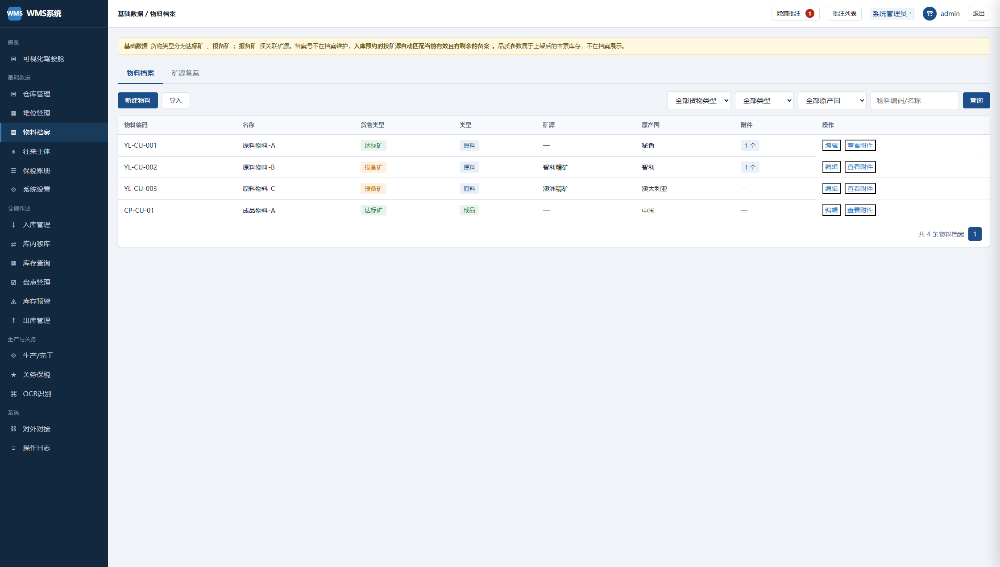 WMS WMS系统
基础数据 / 物料档案
隐藏批注 1 批注列表 系统管理员 管 admin 退出
概览
可视化驾驶舱
基础数据
仓库管理
堆位管理
物料档案
往来主体
保税账册
系统设置
仓储作业
入库管理
库内移库
库存查询
盘点管理
库存预警
出库管理
生产与关务
生产/完工
关务保税
OCR识别
系统
对外对接
操作日志
基础数据 货物类型分为达标矿 、报备矿 ；报备矿 须关联矿源。备案号不在档案维护，入库预约时按矿源自动匹配当前有效且有剩余的备案 。品质参数属于上架后的本票库存，不在档案展示。
物料档案 矿源备案
新建物料 导入 全部货物类型 全部类型 全部原产国 物料编码/名称 查询
物料编码 名称 货物类型 类型 矿源 原产国 附件 操作
YL-CU-001 原料物料-A 达标矿 原料 — 秘鲁 1 个 编辑 查看附件
YL-CU-002 原料物料-B 报备矿 原料 智利精矿 智利 1 个 编辑 查看附件
YL-CU-003 原料物料-C 报备矿 原料 澳洲精矿 澳大利亚 — 编辑 查看附件
CP-CU-01 成品物料-A 达标矿 成品 — 中国 — 编辑 查看附件
共 4 条物料档案 1